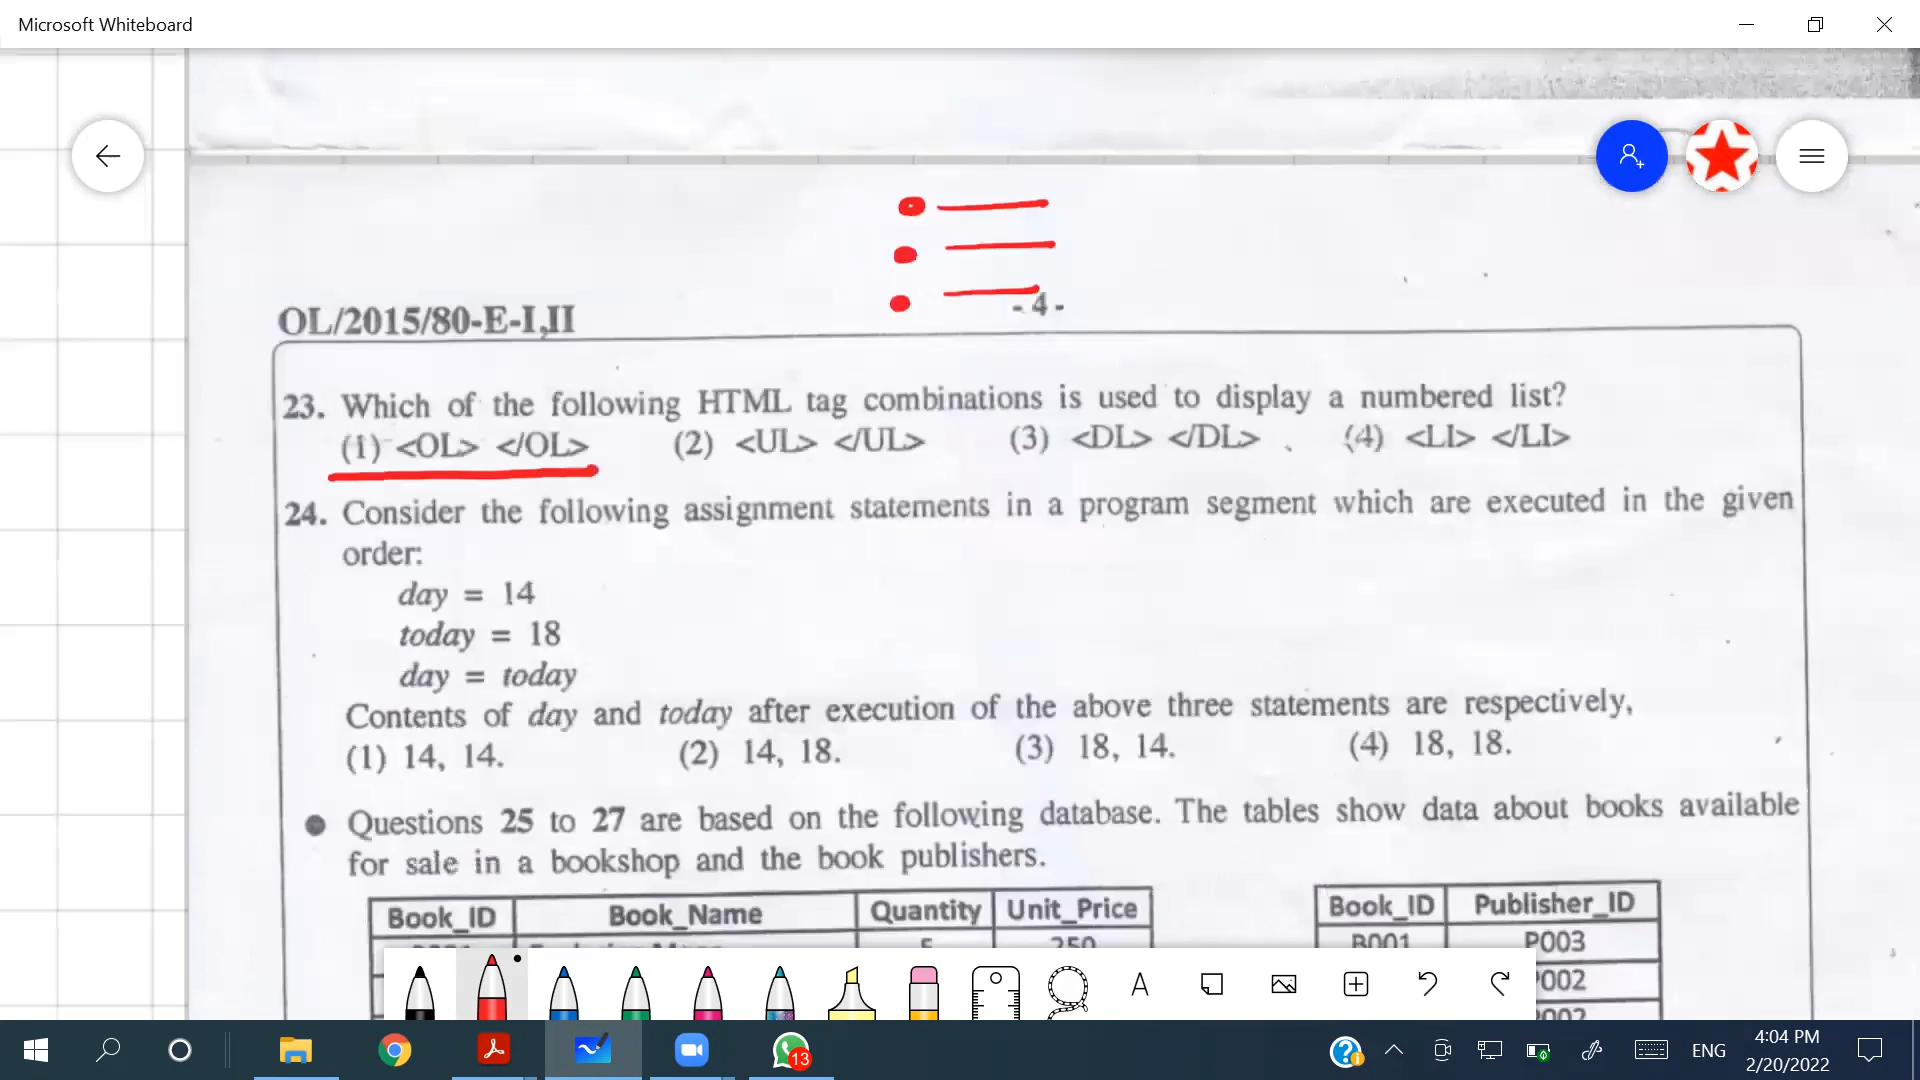 Microsoft Whiteboard
- 4 -
OL/2015/80-E-I,II
23. Which of the following HTML tag combinations is used to display a numbered list?
(1) <OL> </OL> (2) <UL> </UL> (3) <DL> </DL> (4) <LI> </LI>
24. Consider the following assignment statements in a program segment which are executed in the given
order:
day = 14
today = 18
day = today
Contents of day and today after execution of the above three statements are respectively,
(1) 14, 14. (2) 14, 18. (3) 18, 14. (4) 18, 18.
● Questions 25 to 27 are based on the following database. The tables show data about books available
for sale in a bookshop and the book publishers.
Book_ID Book_Name Quantity Unit_Price Book_ID Publisher_ID
5 250 B001 P003
P002
A
13
ENG
4:04 PM
2/20/2022